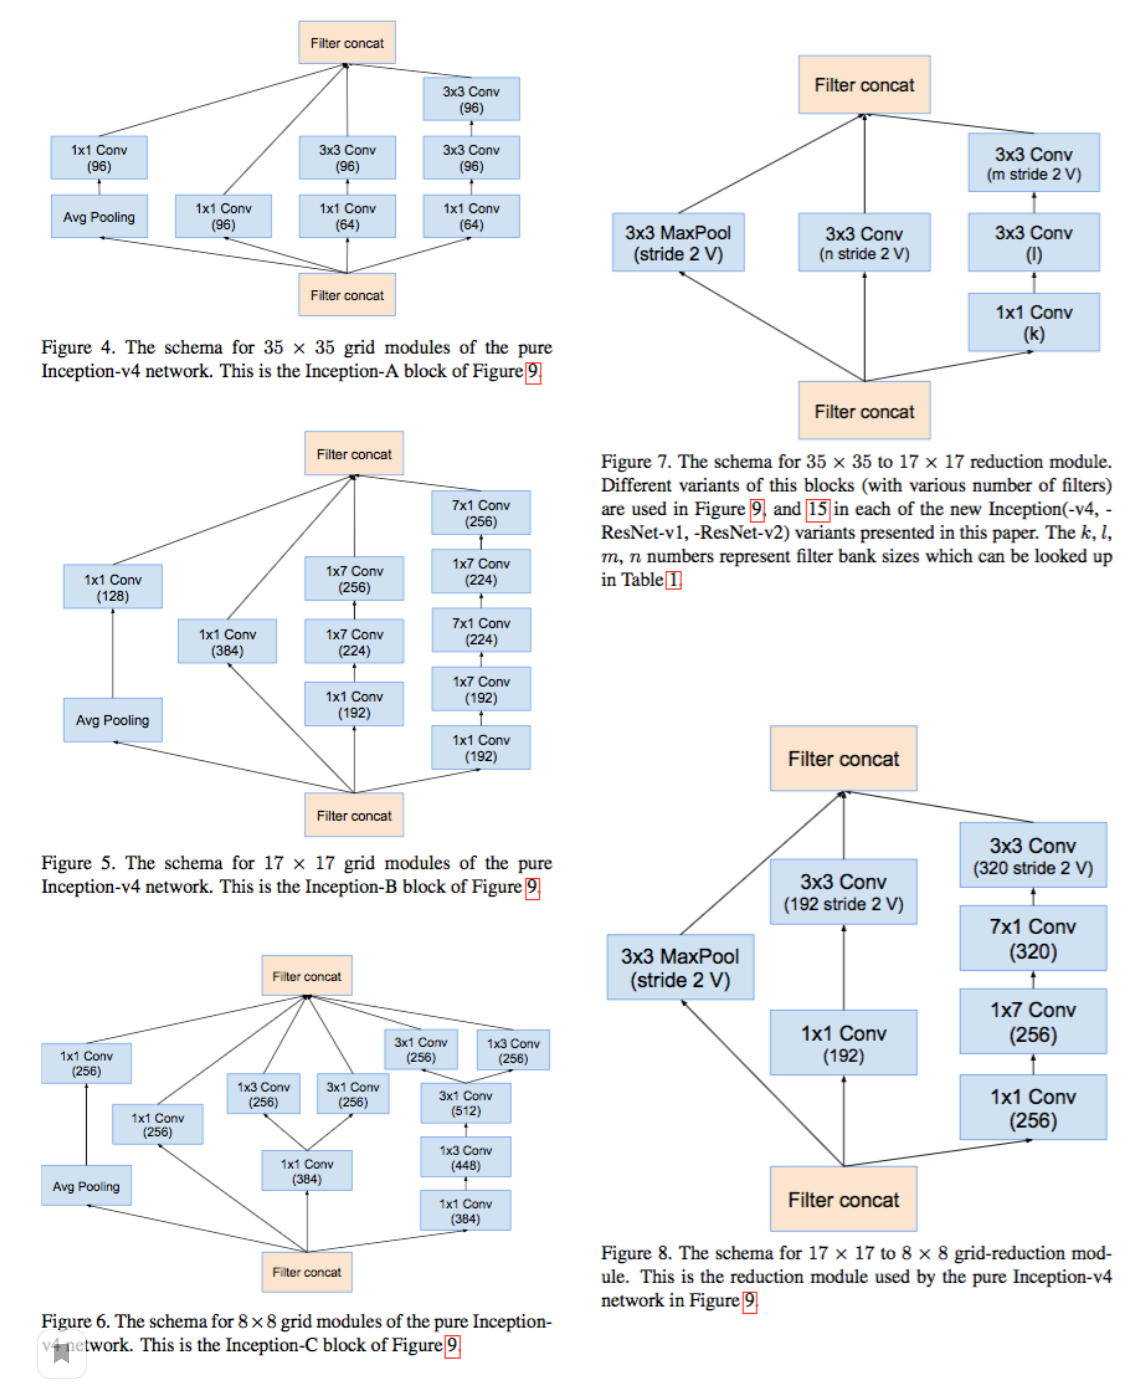 Filter concat
3x3 Conv
(96)
1x1 Conv
(96)
3x3 Conv
(96)
3x3 Conv
(96)
Avg Pooling
1x1 Conv
(96)
1x1 Conv
(64)
1x1 Conv
(64)
Filter concat
Figure 4. The schema for 35 × 35 grid modules of the pure
Inception-v4 network. This is the Inception-A block of Figure 9.
Filter concat
7x1 Conv
(256)
1x7 Conv
(256)
1x7 Conv
(224)
1x1 Conv
(128)
1x1 Conv
(384)
1x7 Conv
(224)
7x1 Conv
(224)
Avg Pooling
1x1 Conv
(192)
1x7 Conv
(192)
1x1 Conv
(192)
Filter concat
Figure 5. The schema for 17 × 17 grid modules of the pure
Inception-v4 network. This is the Inception-B block of Figure 9.
Filter concat
1x1 Conv
(256)
3x1 Conv
(256)
1x3 Conv
(256)
1x1 Conv
(256)
1x3 Conv
(256)
3x1 Conv
(256)
3x1 Conv
(512)
1x3 Conv
(448)
Avg Pooling
1x1 Conv
(384)
1x1 Conv
(384)
Filter concat
Figure 6. The schema for 8×8 grid modules of the pure Inception-
v4 network. This is the Inception-C block of Figure 9.
Filter concat
3x3 Conv
(m stride 2 V)
3x3 MaxPool
(stride 2 V)
3x3 Conv
(n stride 2 V)
3x3 Conv
(l)
1x1 Conv
(k)
Filter concat
Figure 7. The schema for 35 × 35 to 17 × 17 reduction module.
Different variants of this blocks (with various number of filters)
are used in Figure 9, and 15 in each of the new Inception(-v4, -
ResNet-v1, -ResNet-v2) variants presented in this paper. The k, l,
m, n numbers represent filter bank sizes which can be looked up
in Table 1.
Filter concat
3x3 Conv
(320 stride 2 V)
3x3 Conv
(192 stride 2 V)
7x1 Conv
(320)
3x3 MaxPool
(stride 2 V)
1x7 Conv
(256)
1x1 Conv
(192)
1x1 Conv
(256)
Filter concat
Figure 8. The schema for 17 × 17 to 8 × 8 grid-reduction mod-
ule. This is the reduction module used by the pure Inception-v4
network in Figure 9.